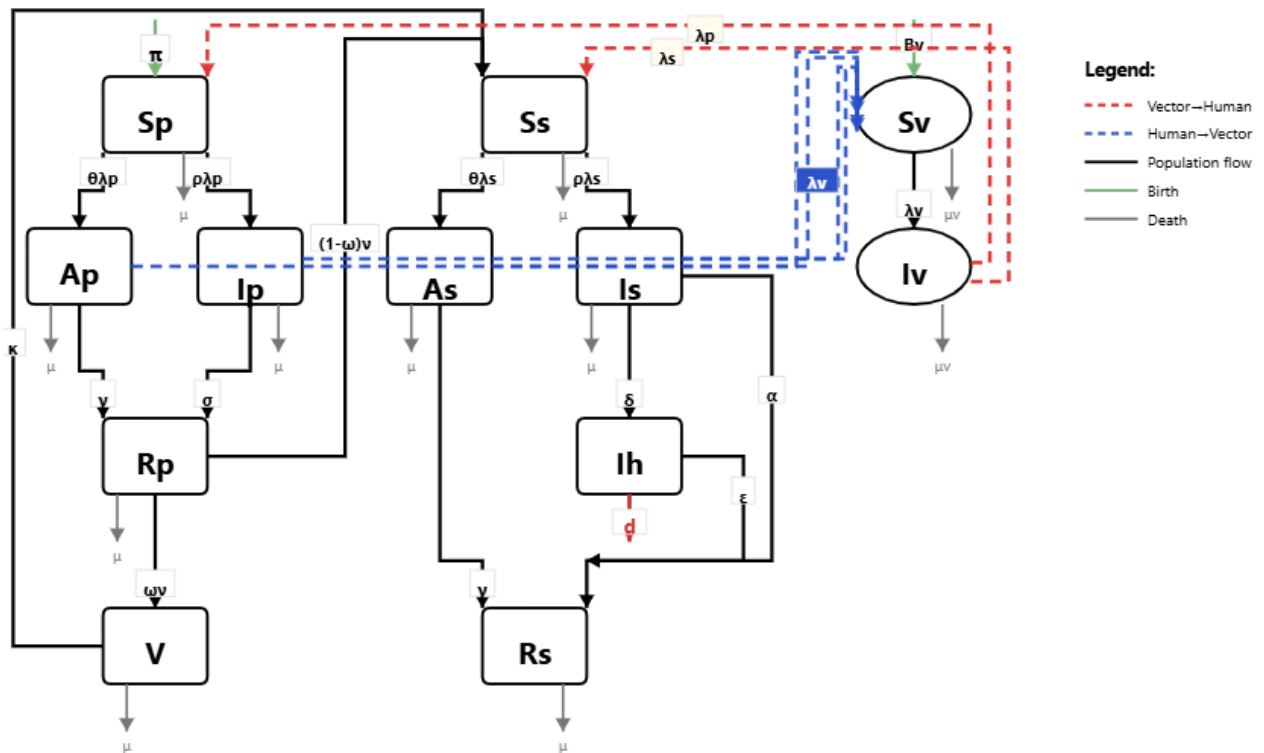 λp
λs
Bv
π
Legend:
Vector→Human
Human→Vector
Population flow
Birth
Death
Sp
Ss
Sv
θλp
ρλp
θλs
ρλs
λv
μ
μ
λv
μv
(1-ω)ν
Ap
Ip
As
Is
Iv
κ
μ
μ
μ
μ
μv
γ
σ
δ
α
Rp
Ih
ε
d
μ
ων
γ
V
Rs
μ
μ